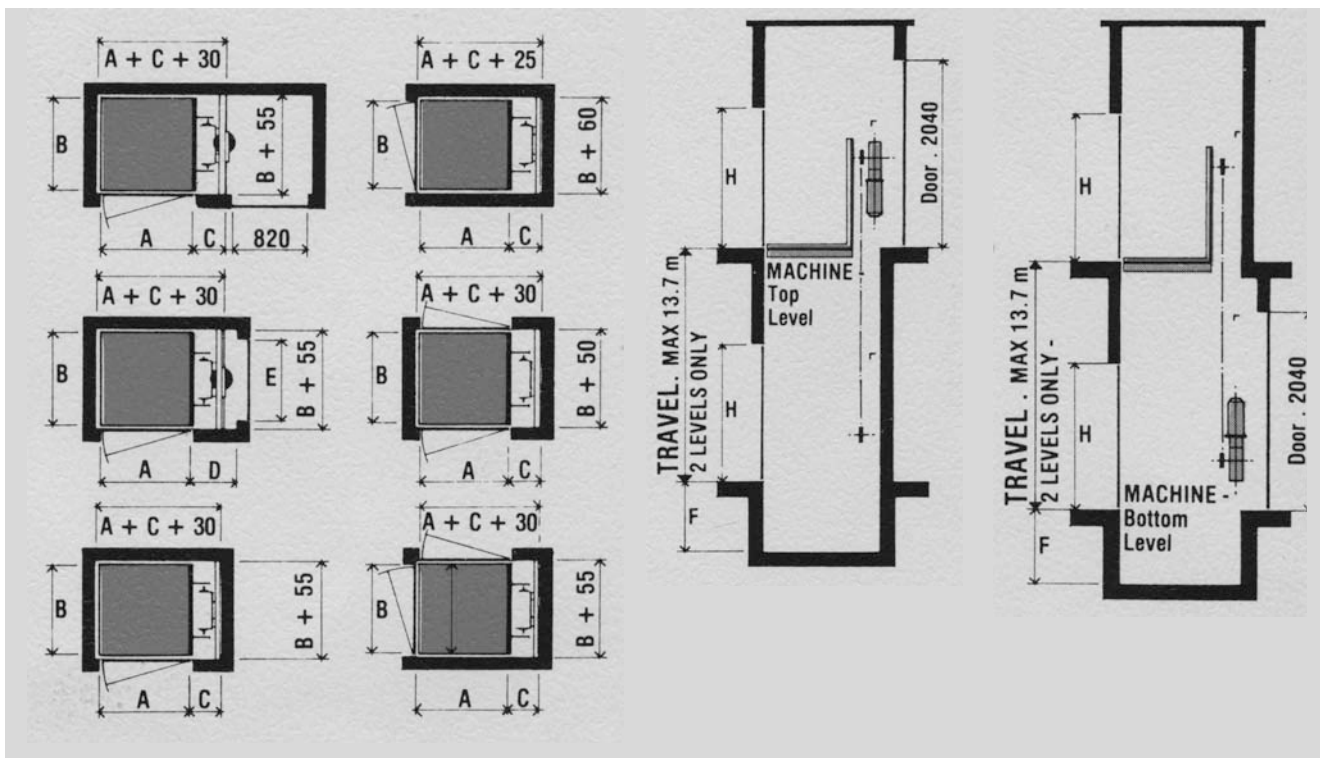 A + C + 30
B
B + 55
A
C
820
A + C + 25
B
B + 60
A
C
A + C + 30
B
E
B + 55
A
D
A + C + 30
B
B + 50
A
C
A + C + 30
B
B + 55
A
C
A + C + 30
B
B + 55
A
C
H
Door . 2040
MACHINE -
Top
Level
TRAVEL . MAX 13.7 m
2 LEVELS ONLY
H
F
H
TRAVEL . MAX 13.7 m
2 LEVELS ONLY -
H
Door . 2040
MACHINE -
Bottom
Level
F